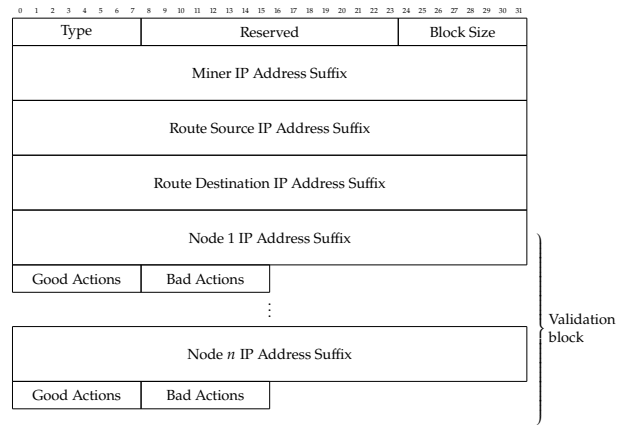 0 1 2 3 4 5 6 7 8 9 10 11 12 13 14 15 16 17 18 19 20 21 22 23 24 25 26 27 28 29 30 31
Type Reserved Block Size
Miner IP Address Suffix
Route Source IP Address Suffix
Route Destination IP Address Suffix
Node 1 IP Address Suffix
Good Actions Bad Actions
⋮
Node n IP Address Suffix
Good Actions Bad Actions
Validation
block